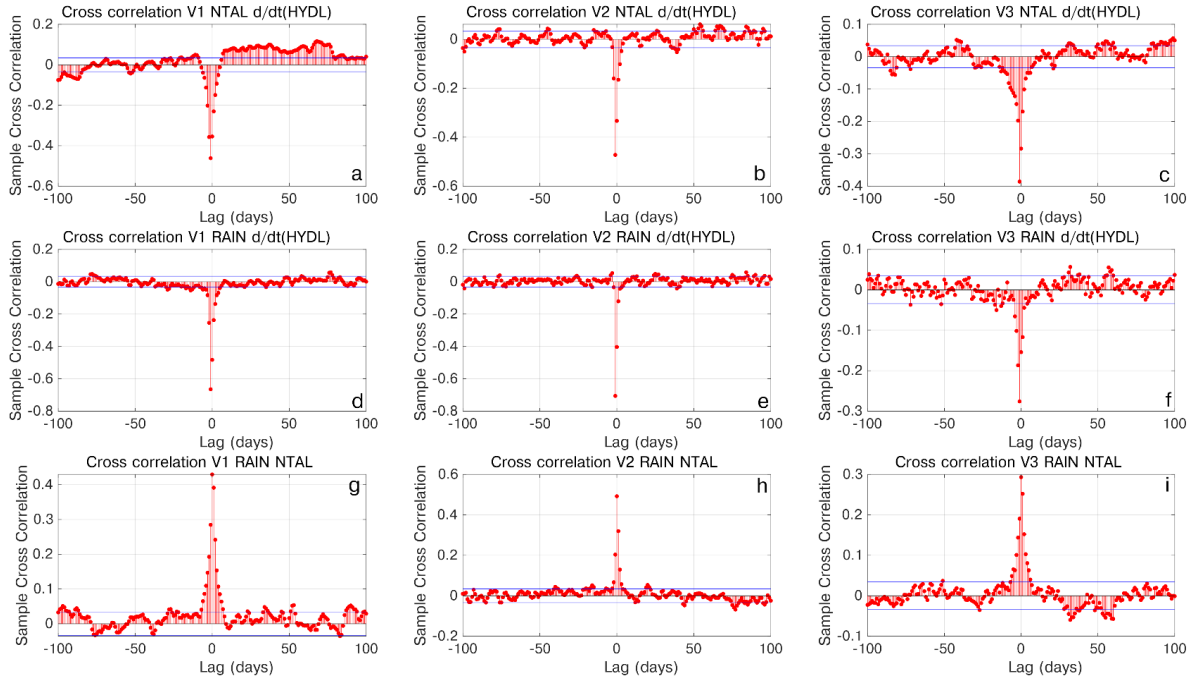 Cross correlation V1 NTAL d/dt(HYDL)
Sample Cross Correlation
0.2
0
-0.2
-0.4
-0.6
a
-100
-50
0
50
100
Lag (days)
Cross correlation V2 NTAL d/dt(HYDL)
Sample Cross Correlation
0
-0.2
-0.4
-0.6
b
-100
-50
0
50
100
Lag (days)
Cross correlation V3 NTAL d/dt(HYDL)
Sample Cross Correlation
0.1
0
-0.1
-0.2
-0.3
-0.4
c
-100
-50
0
50
100
Lag (days)
Cross correlation V1 RAIN d/dt(HYDL)
Sample Cross Correlation
0.2
0
-0.2
-0.4
-0.6
-0.8
d
-100
-50
0
50
100
Lag (days)
Cross correlation V2 RAIN d/dt(HYDL)
Sample Cross Correlation
0.2
0
-0.2
-0.4
-0.6
-0.8
e
-100
-50
0
50
100
Lag (days)
Cross correlation V3 RAIN d/dt(HYDL)
Sample Cross Correlation
0.1
0
-0.1
-0.2
-0.3
f
-100
-50
0
50
100
Lag (days)
Cross correlation V1 RAIN NTAL
Sample Cross Correlation
0.4
0.3
0.2
0.1
0
g
-100
-50
0
50
100
Lag (days)
Cross correlation V2 RAIN NTAL
Sample Cross Correlation
0.6
0.4
0.2
0
-0.2
h
-100
-50
0
50
100
Lag (days)
Cross correlation V3 RAIN NTAL
Sample Cross Correlation
0.3
0.2
0.1
0
-0.1
i
-100
-50
0
50
100
Lag (days)